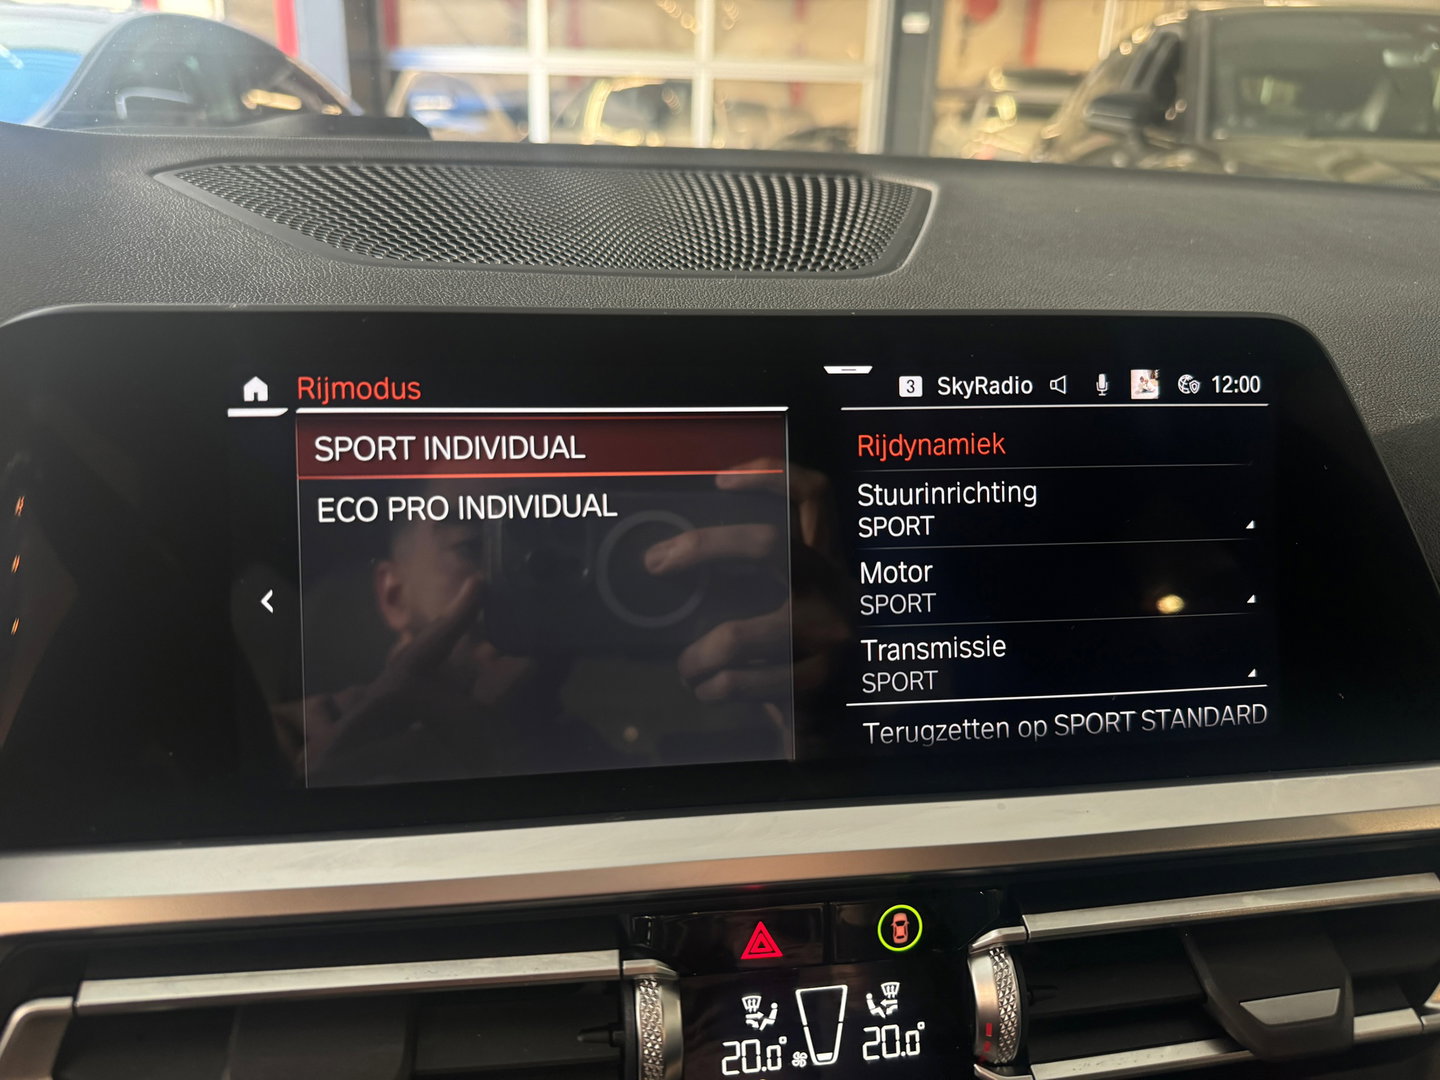 Rijmodus
SPORT INDIVIDUAL
ECO PRO INDIVIDUAL
3 SkyRadio 12:00
Rijdynamiek
Stuurinrichting
SPORT
Motor
SPORT
Transmissie
SPORT
Terugzetten op SPORT STANDARD
20.0° 20.0°